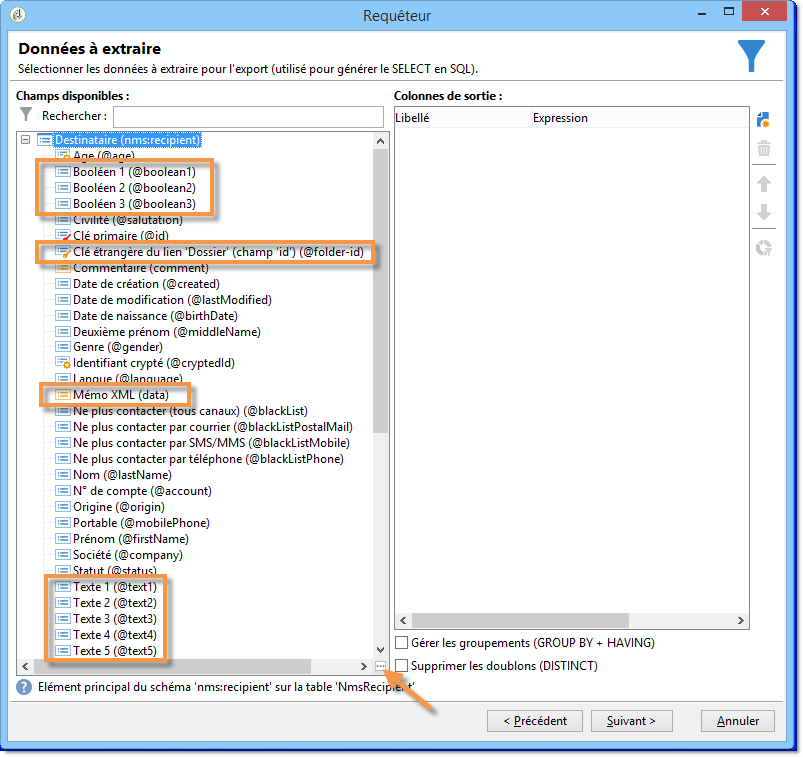 Requêteur
Données à extraire
Sélectionner les données à extraire pour l'export (utilisé pour générer le SELECT en SQL).
Champs disponibles :
Rechercher :
Destinataire (nms:recipient)
Age (@age)
Booléen 1 (@boolean1)
Booléen 2 (@boolean2)
Booléen 3 (@boolean3)
Civilité (@salutation)
Clé primaire (@id)
Clé étrangère du lien 'Dossier' (champ 'id') (@folder-id)
Commentaire (comment)
Date de création (@created)
Date de modification (@lastModified)
Date de naissance (@birthDate)
Deuxième prénom (@middleName)
Genre (@gender)
Identifiant crypté (@cryptedId)
Langue (@language)
Mémo XML (data)
Ne plus contacter (tous canaux) (@blackList)
Ne plus contacter par courrier (@blackListPostalMail)
Ne plus contacter par SMS/MMS (@blackListMobile)
Ne plus contacter par téléphone (@blackListPhone)
Nom (@lastName)
N° de compte (@account)
Origine (@origin)
Portable (@mobilePhone)
Prénom (@firstName)
Société (@company)
Statut (@status)
Texte 1 (@text1)
Texte 2 (@text2)
Texte 3 (@text3)
Texte 4 (@text4)
Texte 5 (@text5)
Colonnes de sortie :
Libellé Expression
Gérer les groupements (GROUP BY + HAVING)
Supprimer les doublons (DISTINCT)
Elément principal du schéma 'nms:recipient' sur la table 'NmsRecipient'
< Précédent Suivant > Annuler